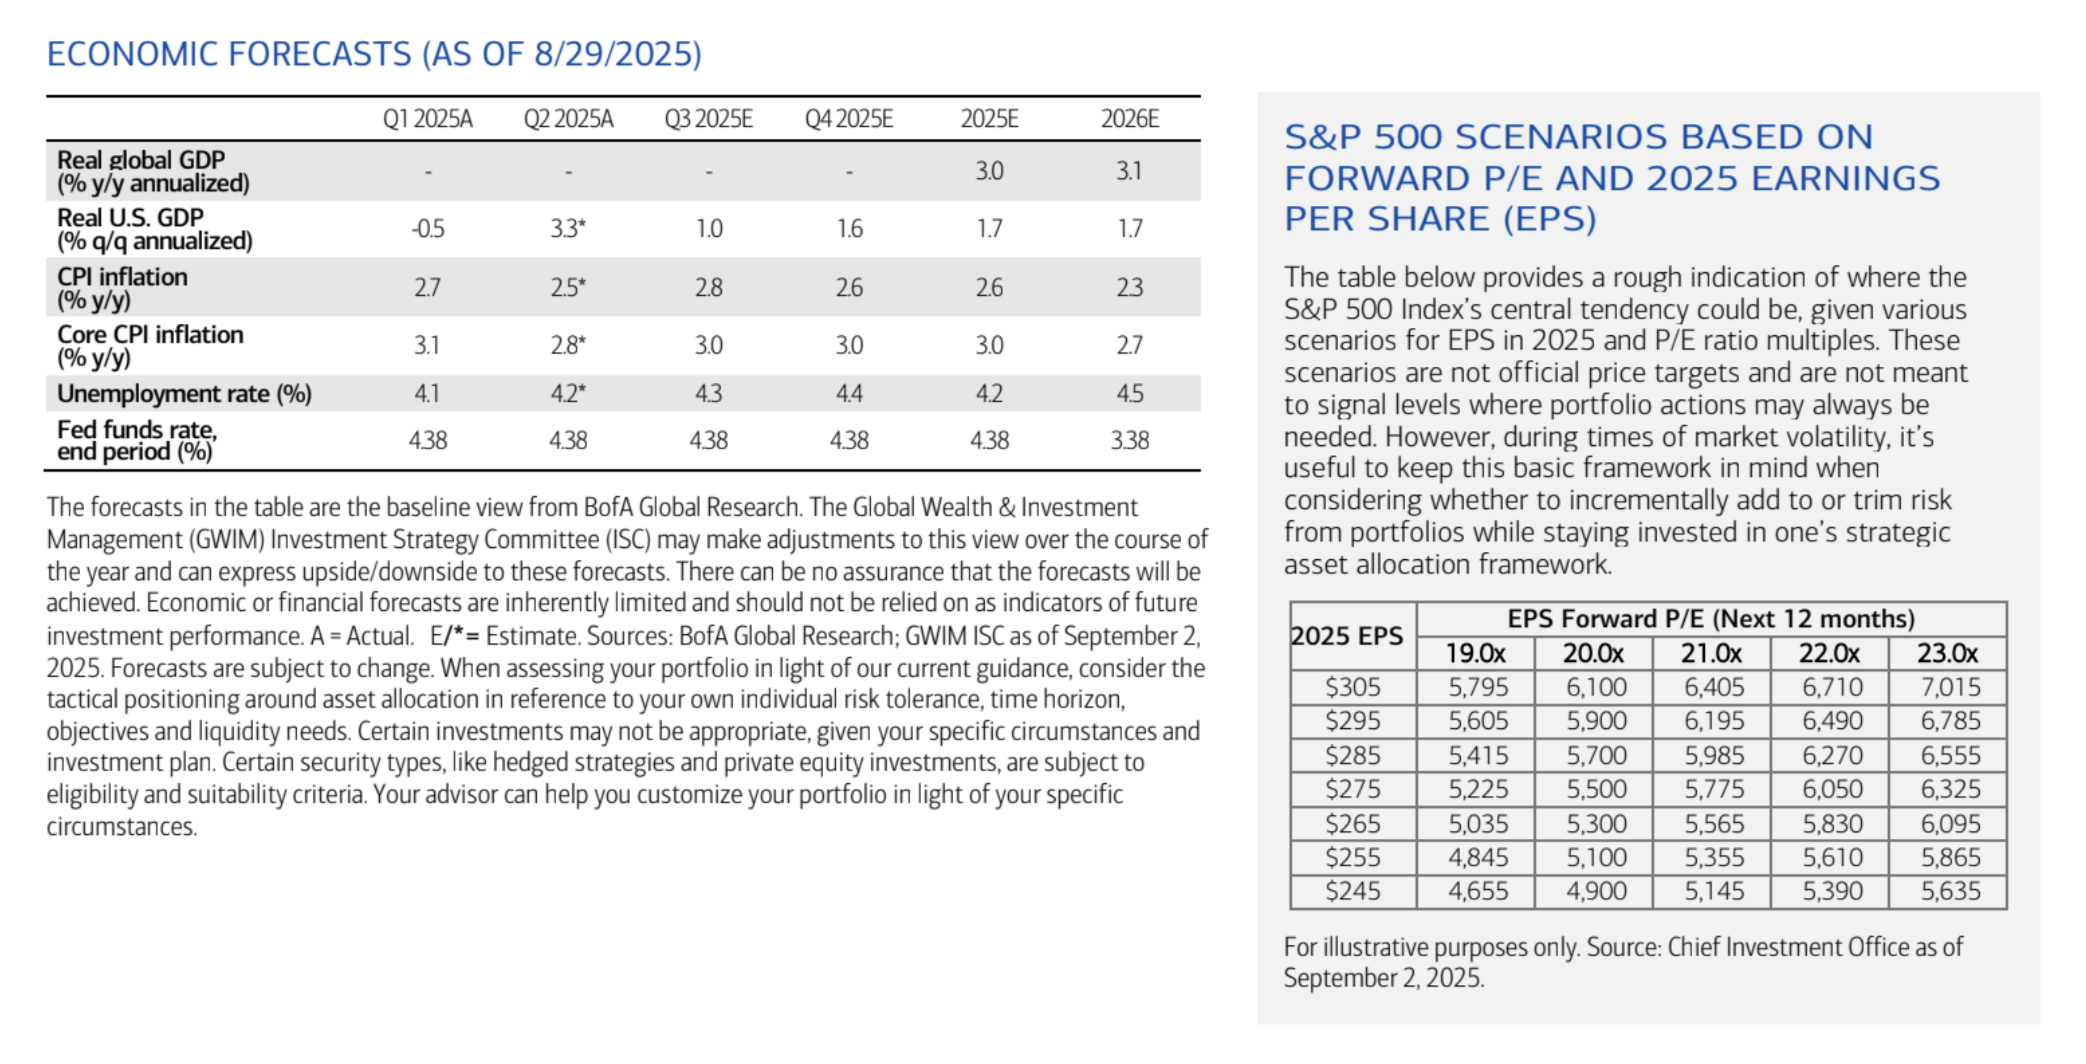 ECONOMIC FORECASTS (AS OF 8/29/2025)
Q1 2025A Q2 2025A Q3 2025E Q4 2025E 2025E 2026E
Real global GDP
(% y/y annualized) - - - - 3.0 3.1
Real U.S. GDP
(% q/q annualized) -0.5 3.3* 1.0 1.6 1.7 1.7
CPI inflation
(% y/y) 2.7 2.5* 2.8 2.6 2.6 2.3
Core CPI inflation
(% y/y) 3.1 2.8* 3.0 3.0 3.0 2.7
Unemployment rate (%) 4.1 4.2* 4.3 4.4 4.2 4.5
Fed funds rate,
end period (%) 4.38 4.38 4.38 4.38 4.38 3.38
The forecasts in the table are the baseline view from BofA Global Research. The Global Wealth & Investment
Management (GWIM) Investment Strategy Committee (ISC) may make adjustments to this view over the course of
the year and can express upside/downside to these forecasts. There can be no assurance that the forecasts will be
achieved. Economic or financial forecasts are inherently limited and should not be relied on as indicators of future
investment performance. A = Actual. E/*= Estimate. Sources: BofA Global Research; GWIM ISC as of September 2,
2025. Forecasts are subject to change. When assessing your portfolio in light of our current guidance, consider the
tactical positioning around asset allocation in reference to your own individual risk tolerance, time horizon,
objectives and liquidity needs. Certain investments may not be appropriate, given your specific circumstances and
investment plan. Certain security types, like hedged strategies and private equity investments, are subject to
eligibility and suitability criteria. Your advisor can help you customize your portfolio in light of your specific
circumstances.
S&P 500 SCENARIOS BASED ON
FORWARD P/E AND 2025 EARNINGS
PER SHARE (EPS)
The table below provides a rough indication of where the
S&P 500 Index's central tendency could be, given various
scenarios for EPS in 2025 and P/E ratio multiples. These
scenarios are not official price targets and are not meant
to signal levels where portfolio actions may always be
needed. However, during times of market volatility, it's
useful to keep this basic framework in mind when
considering whether to incrementally add to or trim risk
from portfolios while staying invested in one's strategic
asset allocation framework.
2025 EPS EPS Forward P/E (Next 12 months)
19.0x 20.0x 21.0x 22.0x 23.0x
$305 5,795 6,100 6,405 6,710 7,015
$295 5,605 5,900 6,195 6,490 6,785
$285 5,415 5,700 5,985 6,270 6,555
$275 5,225 5,500 5,775 6,050 6,325
$265 5,035 5,300 5,565 5,830 6,095
$255 4,845 5,100 5,355 5,610 5,865
$245 4,655 4,900 5,145 5,390 5,635
For illustrative purposes only. Source: Chief Investment Office as of
September 2, 2025.